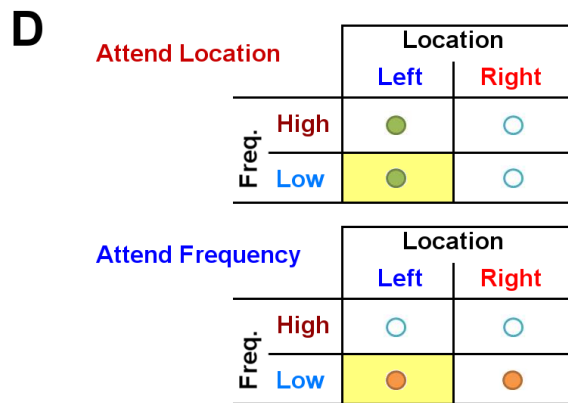 D
Attend Location
Location
Left Right
Freq.
High
Low
Attend Frequency
Location
Left Right
Freq.
High
Low